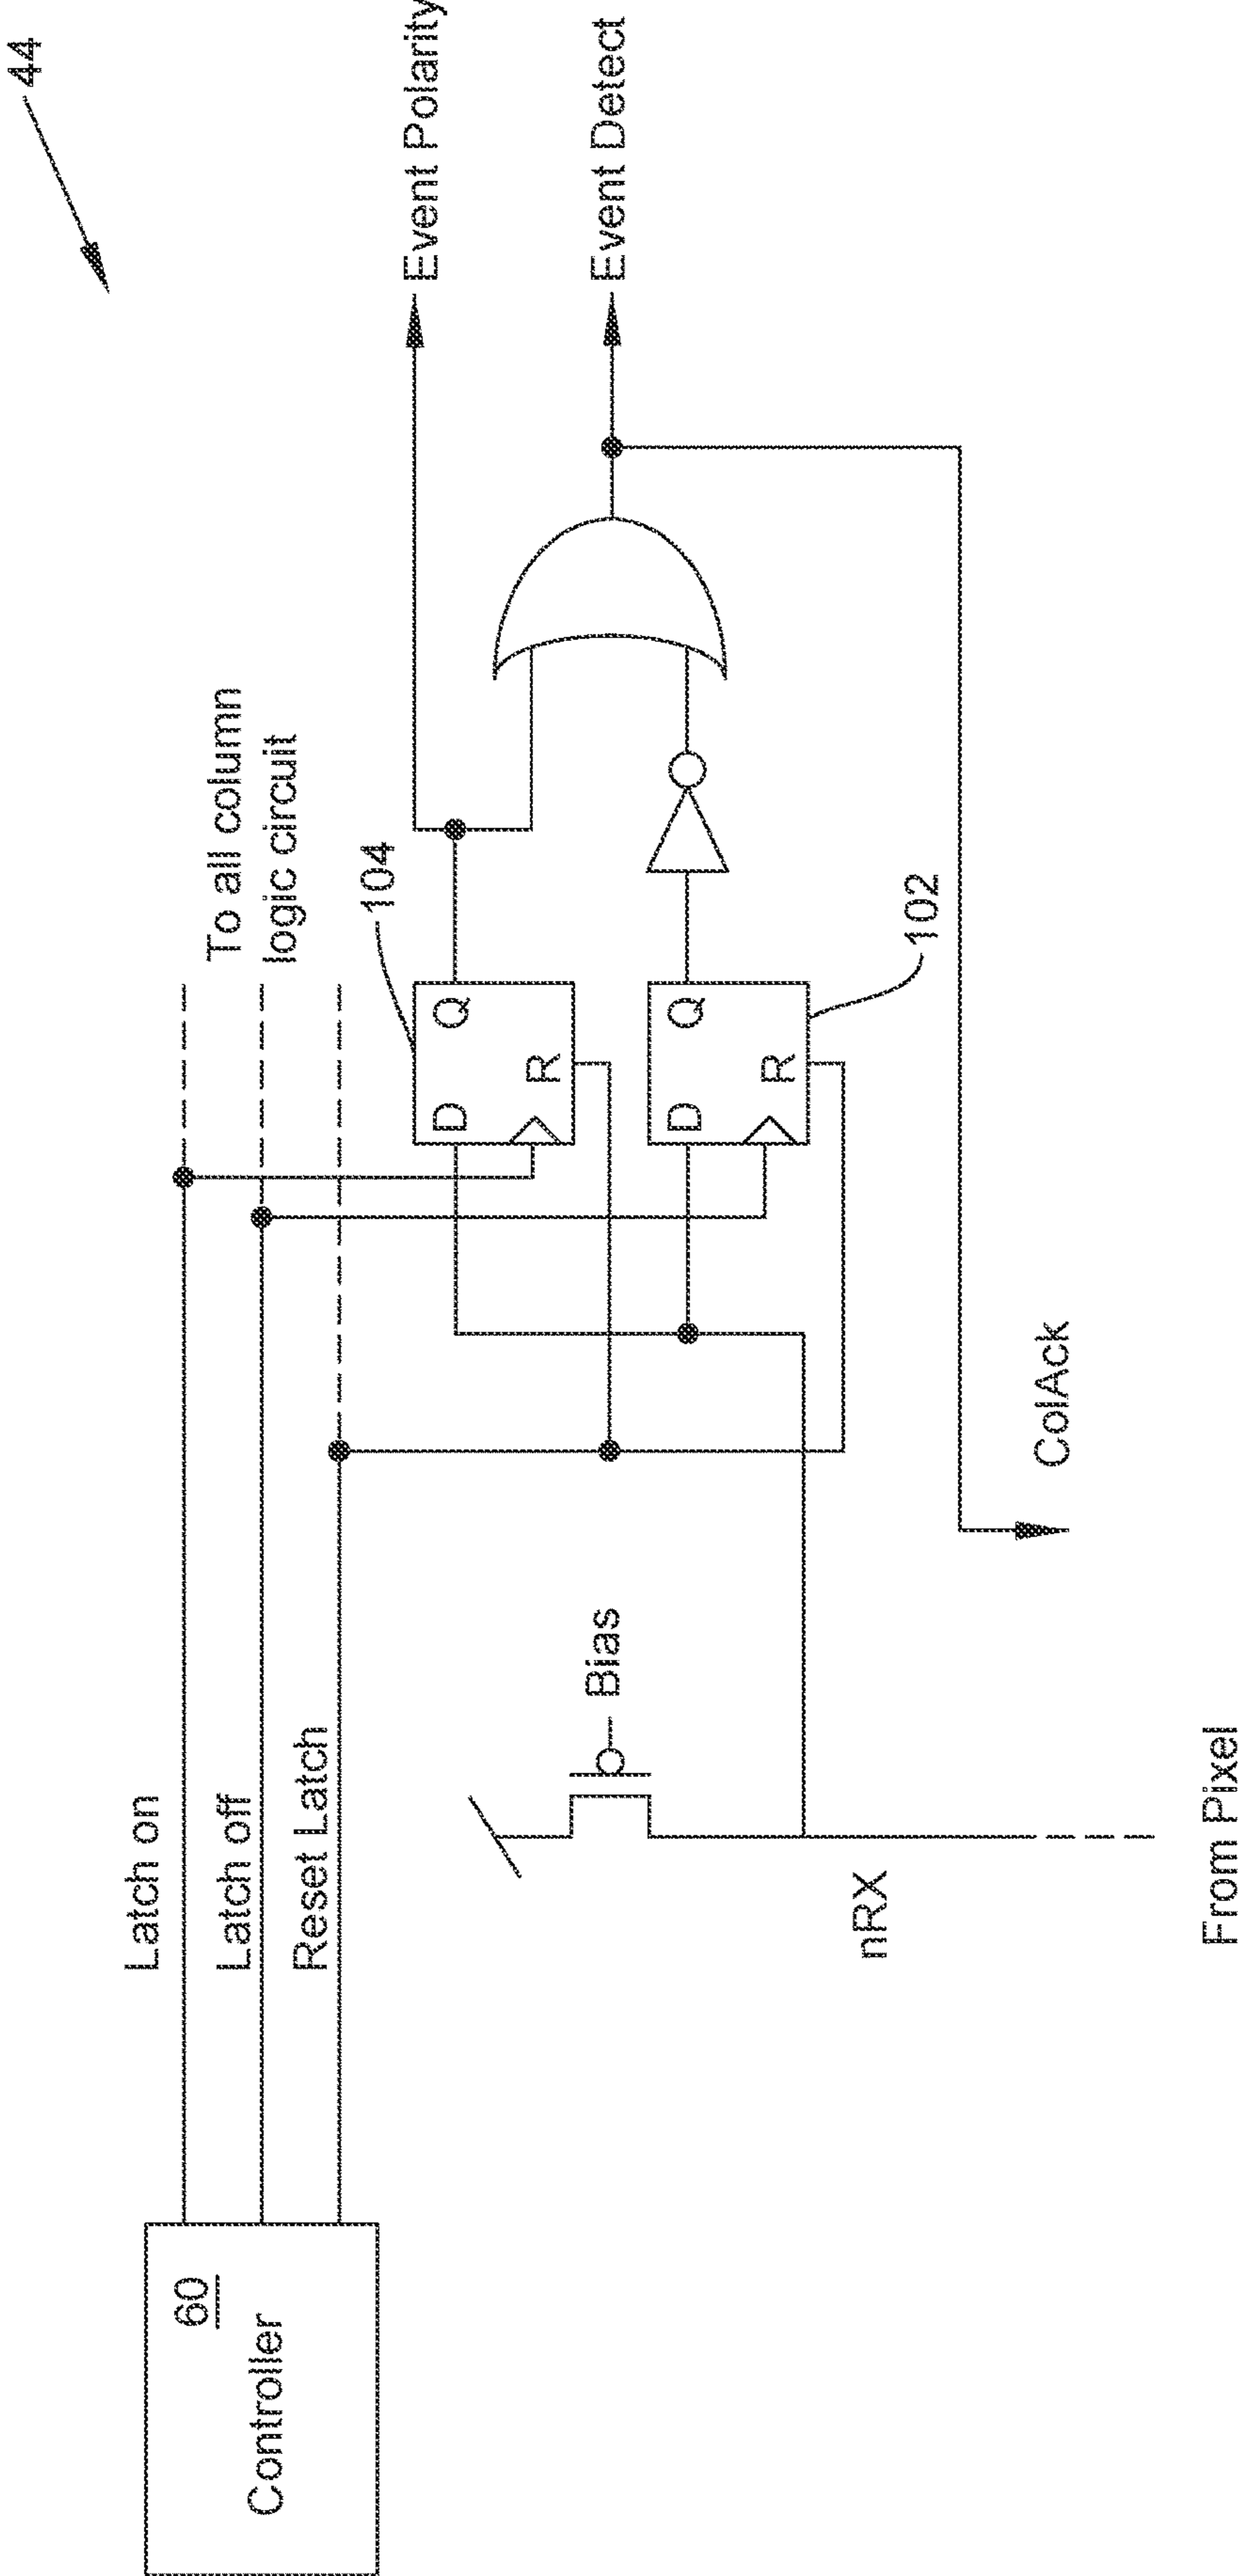 44
60
Controller
Latch on
Latch off
Reset Latch
To all column
logic circuit
104
D
Q
R
Event Polarity
102
D
Q
R
Event Detect
Bias
nRX
ColAck
From Pixel